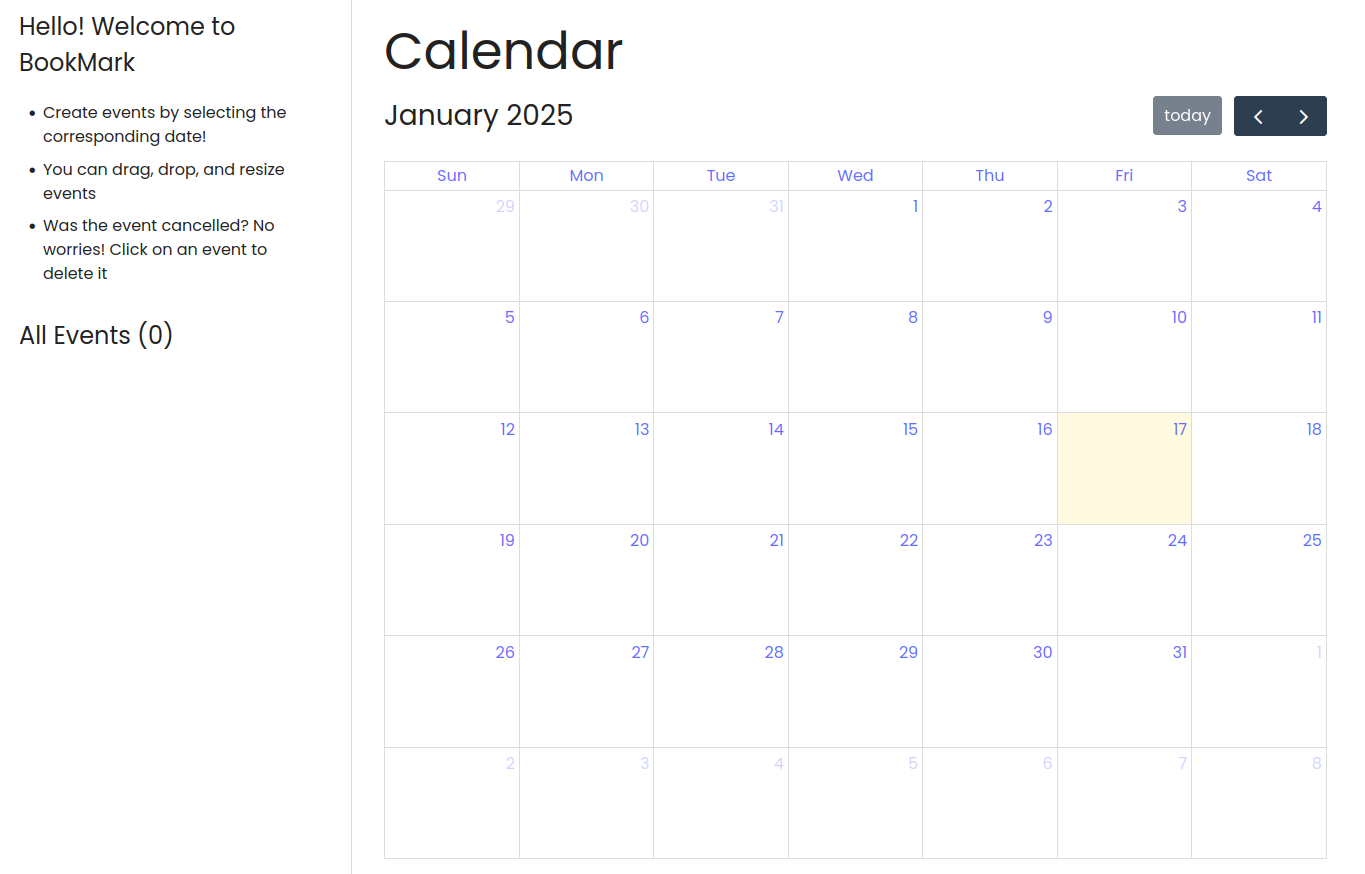 Hello! Welcome to
BookMark
• Create events by selecting the
corresponding date!
• You can drag, drop, and resize
events
• Was the event cancelled? No
worries! Click on an event to
delete it
All Events (0)
Calendar
January 2025
today
Sun Mon Tue Wed Thu Fri Sat
29 30 31 1 2 3 4
5 6 7 8 9 10 11
12 13 14 15 16 17 18
19 20 21 22 23 24 25
26 27 28 29 30 31 1
2 3 4 5 6 7 8